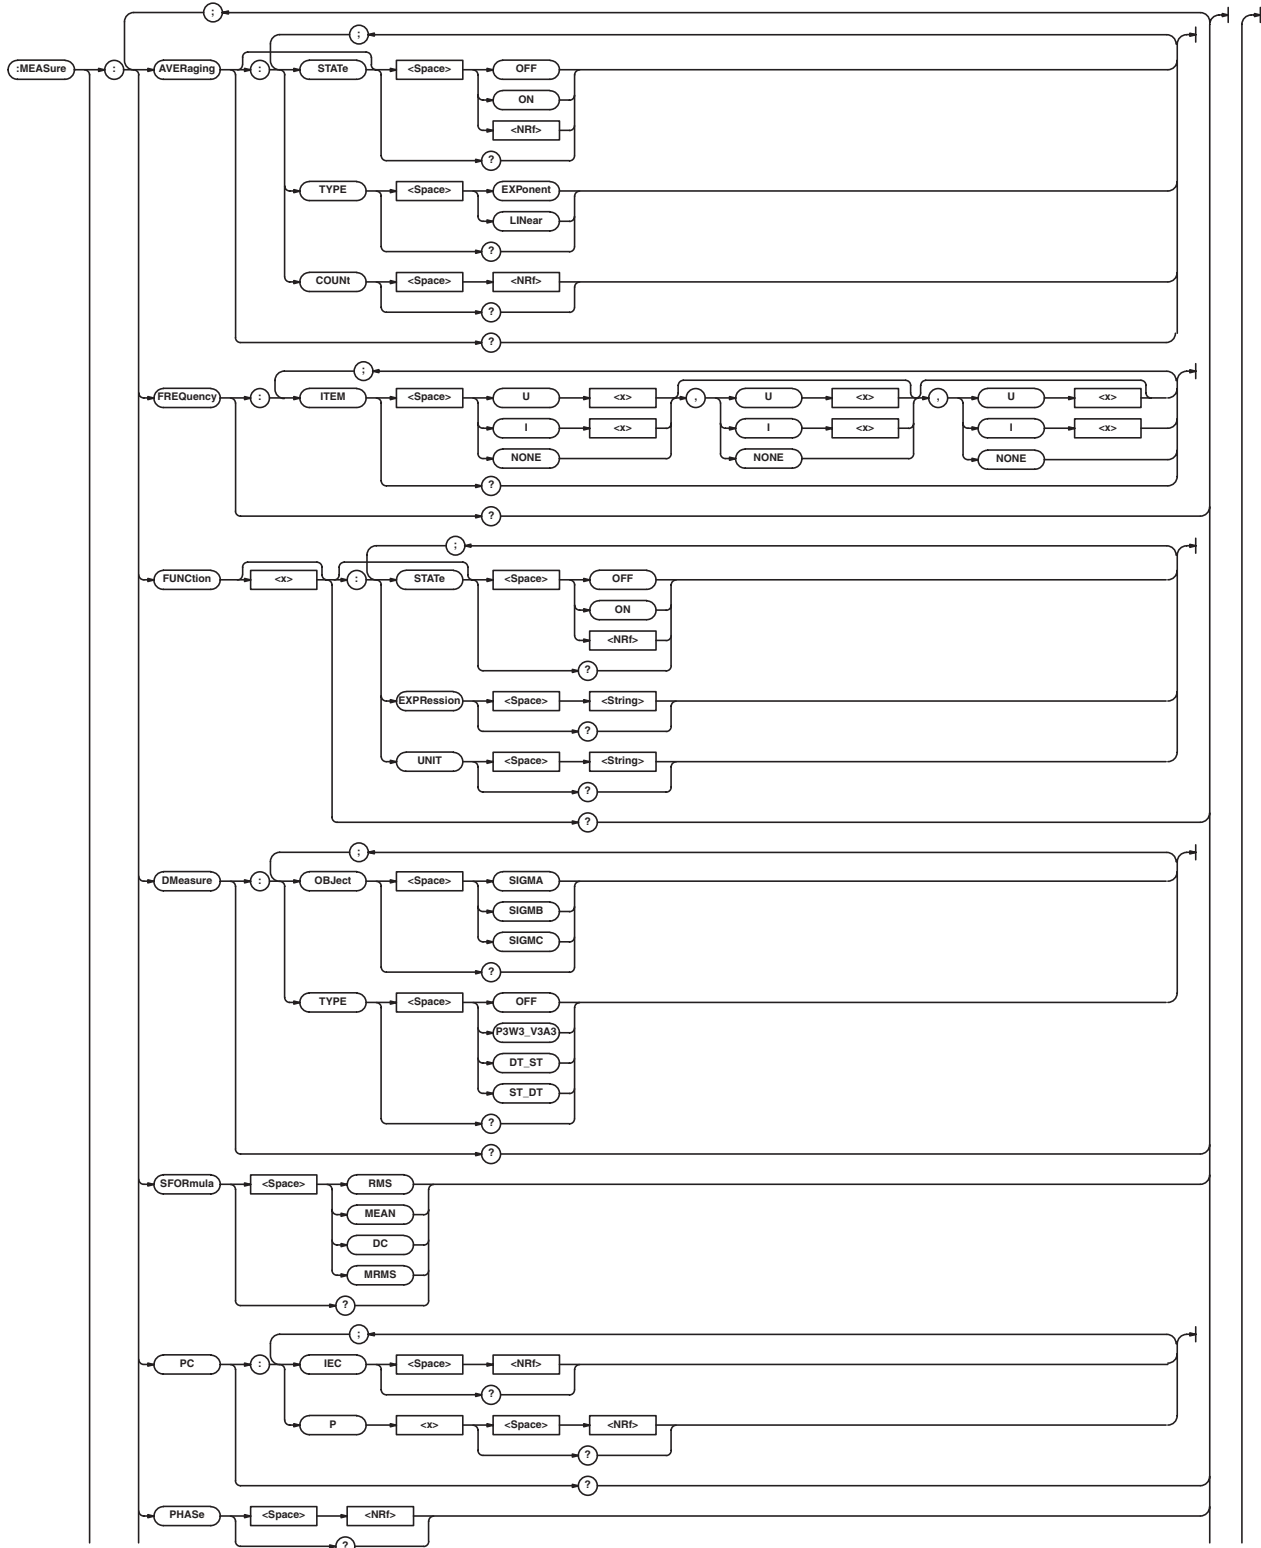 ;
;
:MEASure : AVERaging : STATe <Space> OFF
ON
<NRf>
?
TYPE <Space> EXPonent
LINear
?
COUNt <Space> <NRf>
?
?
;
FREQuency : ITEM <Space> U <x> , U <x> , U <x>
I <x> I <x> I <x>
NONE NONE NONE
?
?
;
FUNCtion <x> : STATe <Space> OFF
ON
<NRf>
?
EXPRession <Space> <String>
?
UNIT <Space> <String>
?
?
;
DMeasure : OBJect <Space> SIGMA
SIGMB
SIGMC
?
TYPE <Space> OFF
P3W3_V3A3
DT_ST
ST_DT
?
?
SFORmula <Space> RMS
MEAN
DC
MRMS
?
;
PC : IEC <Space> <NRf>
?
P <x> <Space> <NRf>
?
?
PHASe <Space> <NRf>
?